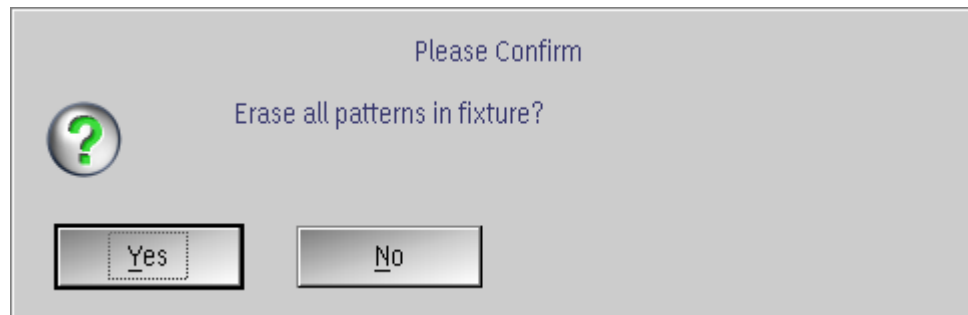 Please Confirm
Erase all patterns in fixture?
Yes
No